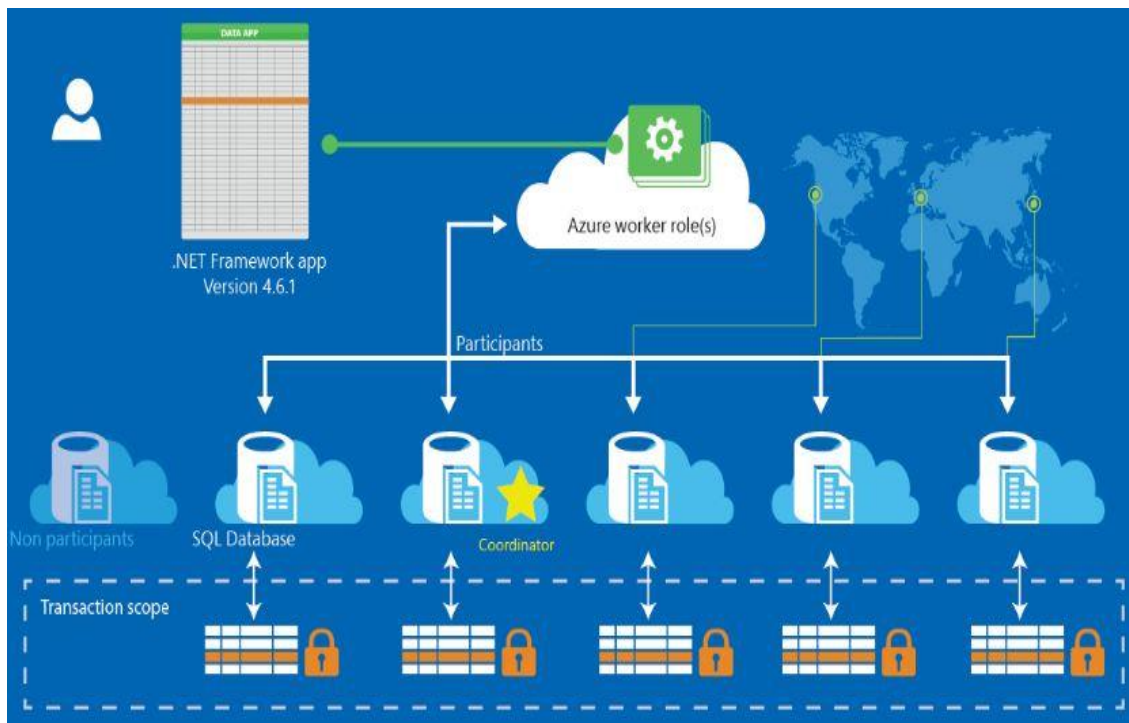 DATA APP
.NET Framework app
Version 4.6.1
Azure worker role(s)
Participants
Non participants
SQL Database
Coordinator
Transaction scope